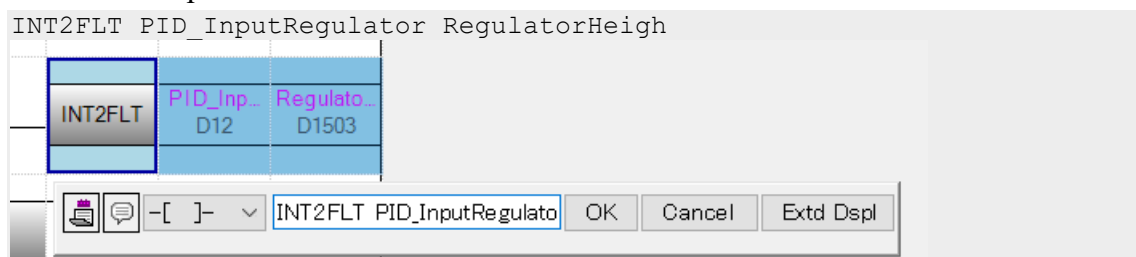 INT2FLT PID_InputRegulator RegulatorHeigh
INT2FLT PID_Inp... Regulato...
D12 D1503
-[ ]- INT2FLT PID_InputRegulato OK Cancel Extd Dspl